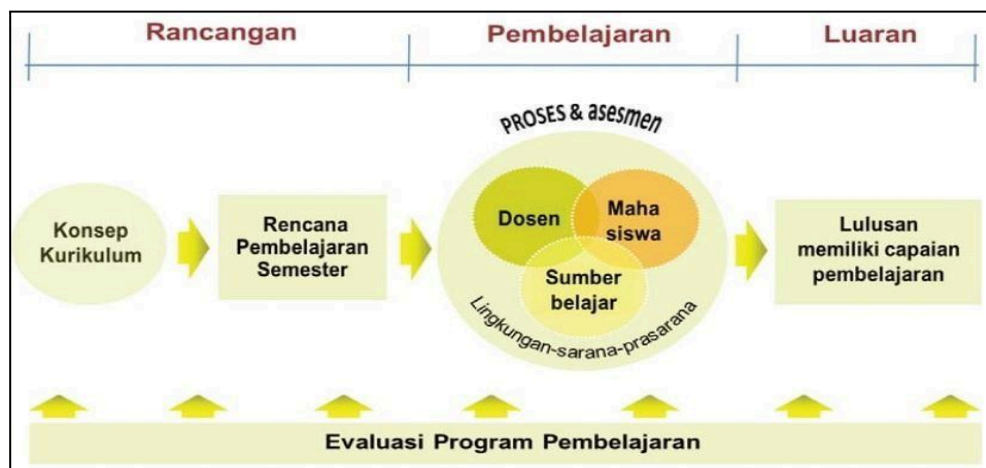 Rancangan
Pembelajaran
Luaran
PROSES & asesmen
Konsep
Kurikulum
Rencana
Pembelajaran
Semester
Dosen
Maha
siswa
Sumber
belajar
Lingkungan-sarana-prasarana
Lulusan
memiliki capaian
pembelajaran
Evaluasi Program Pembelajaran